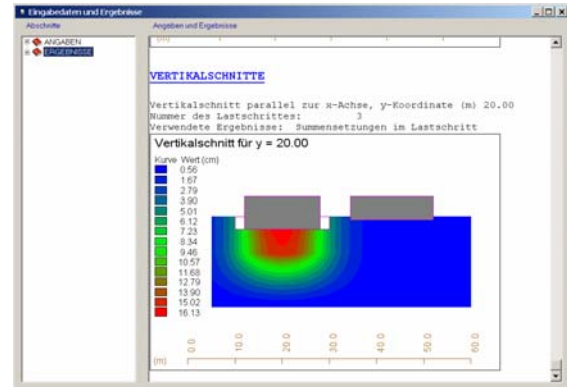 Eingabedaten und Ergebnisse
Abschnitte
Angaben und Ergebnisse
ANGABEN
ERGEBNISSE
(m)
VERTIKALSCHNITTE
Vertikalschnitt parallel zur x-Achse, y-Koordinate (m) 20.00
Nummer des Lastschrittes: 3
Verwendete Ergebnisse: Summensetzungen im Lastschritt
Vertikalschnitt für y = 20.00
Kurve Wert (cm)
0.56
1.67
2.79
3.90
5.01
6.12
7.23
8.34
9.46
10.57
11.68
12.79
13.90
15.02
16.13
0.0 10.0 20.0 30.0 40.0 50.0 60.0
(m)